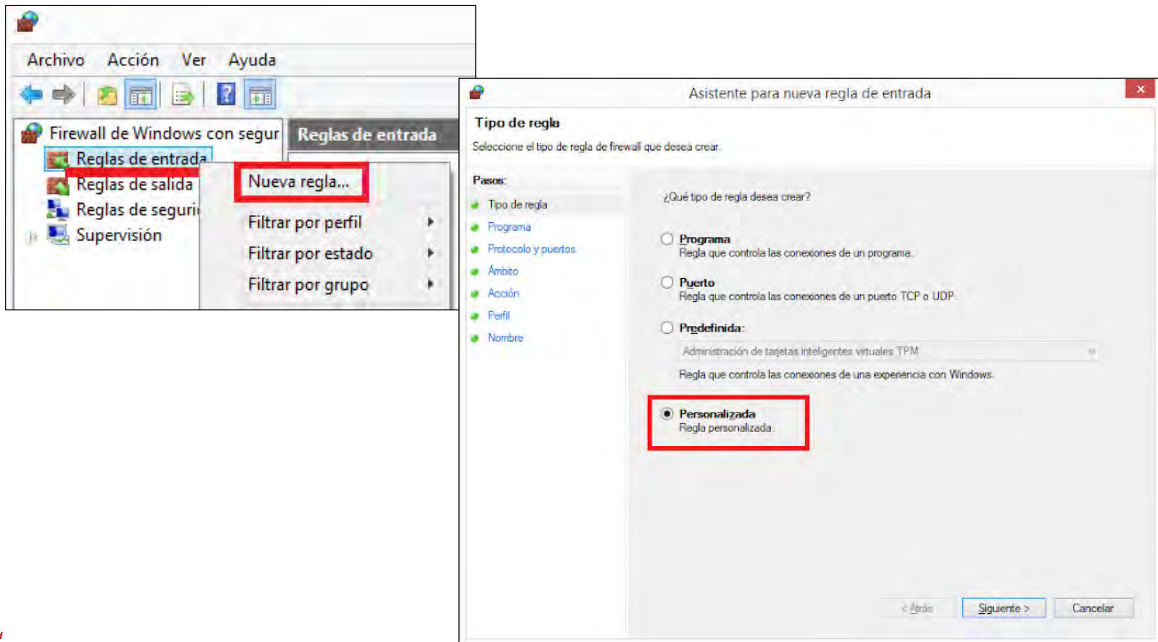 Archivo Acción Ver Ayuda
Firewall de Windows con segur
Reglas de entrada
Reglas de salida
Reglas de seguri
Supervisión
Reglas de entrada
Nueva regla...
Filtrar por perfil
Filtrar por estado
Filtrar por grupo
Asistente para nueva regla de entrada
Tipo de regla
Seleccione el tipo de regla de firewall que desea crear.
Pasos:
Tipo de regla
Programa
Protocolo y puertos
Ámbito
Acción
Perfil
Nombre
¿Qué tipo de regla desea crear?
Programa
Regla que controla las conexiones de un programa.
Puerto
Regla que controla las conexiones de un puerto TCP o UDP.
Predefinida:
Administración de tarjetas inteligentes virtuales TPM
Regla que controla las conexiones de una experiencia con Windows.
Personalizada
Regla personalizada.
< Atrás Siguiente > Cancelar